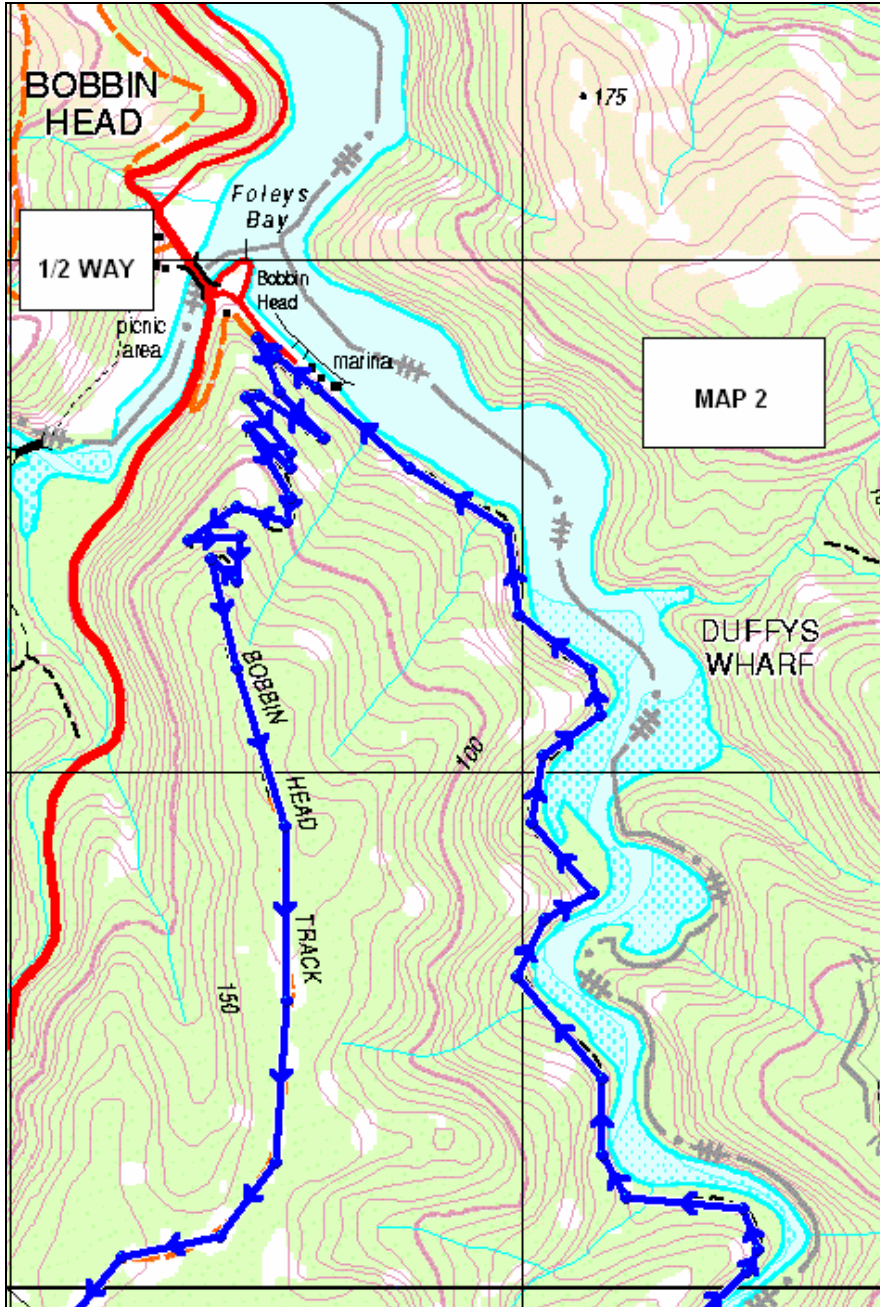 BOBBIN
HEAD
175
Foleys
Bay
1/2 WAY
Bobbin
Head
picnic
area
marina
MAP 2
DUFFYS
WHARF
BOBBIN
HEAD
TRACK
100
150